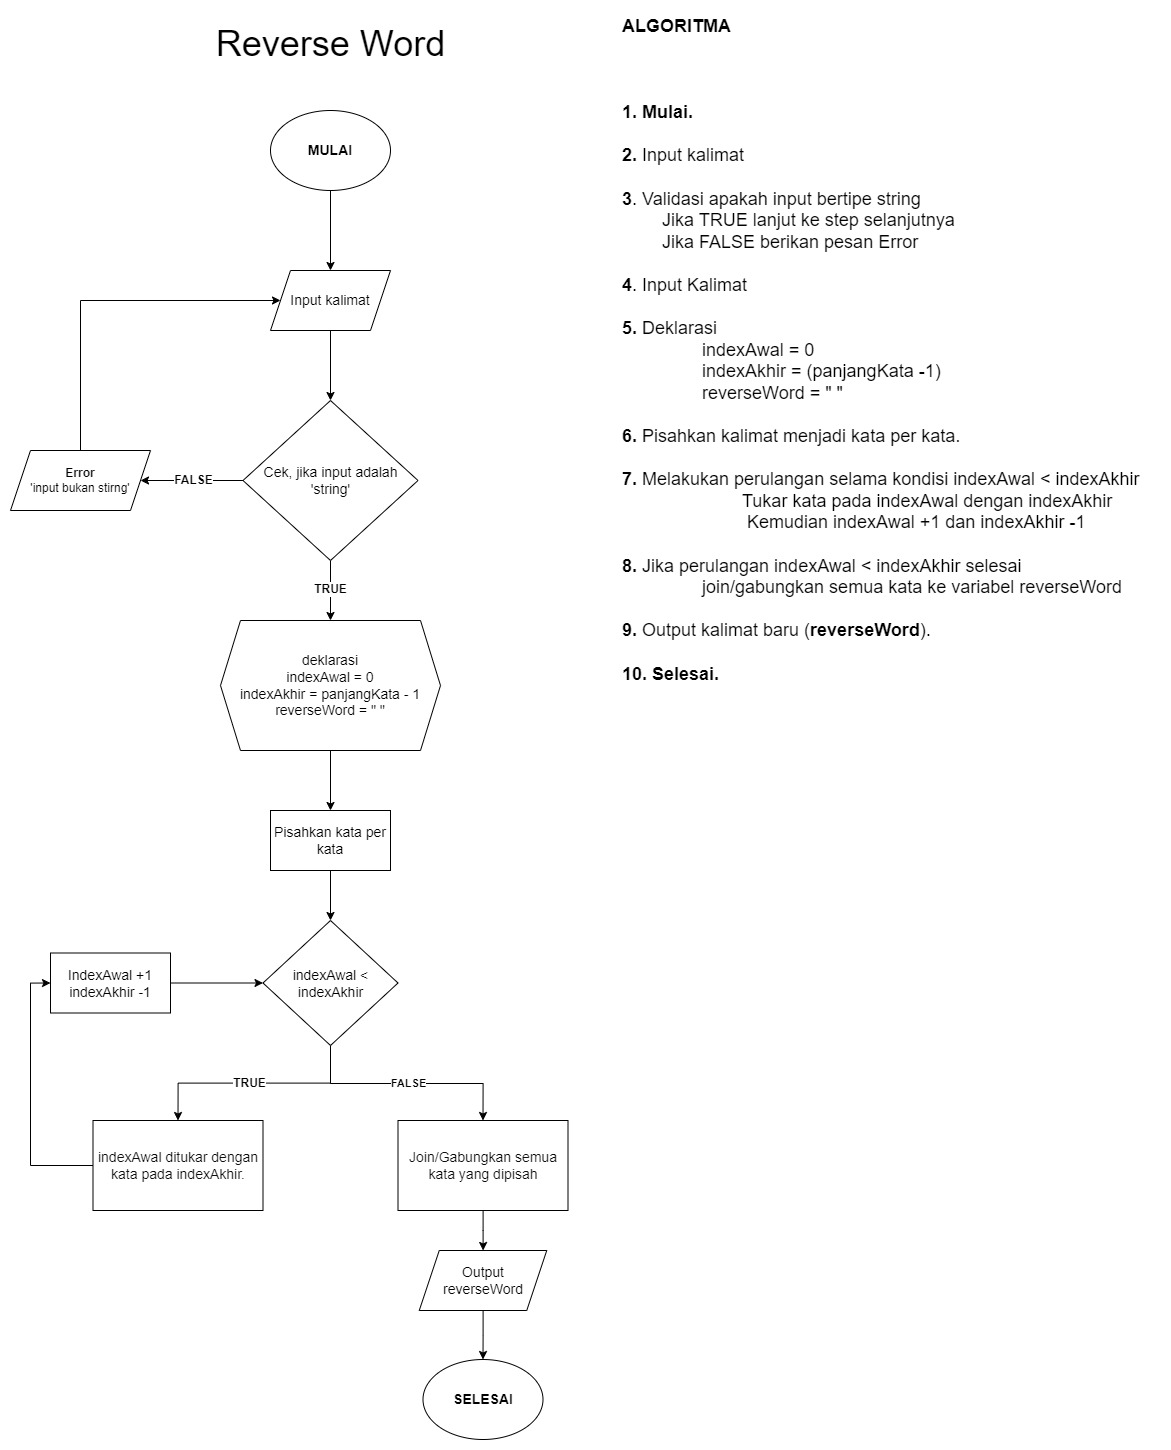 Reverse Word
MULAI
Input kalimat
Cek, jika input adalah
'string'
FALSE
Error
'input bukan stirng'
TRUE
deklarasi
indexAwal = 0
indexAkhir = panjangKata - 1
reverseWord = " "
Pisahkan kata per
kata
indexAwal <
indexAkhir
IndexAwal +1
indexAkhir -1
TRUE
FALSE
indexAwal ditukar dengan
kata pada indexAkhir.
Join/Gabungkan semua
kata yang dipisah
Output
reverseWord
SELESAI
ALGORITMA
1. Mulai.
2. Input kalimat
3. Validasi apakah input bertipe string
Jika TRUE lanjut ke step selanjutnya
Jika FALSE berikan pesan Error
4. Input Kalimat
5. Deklarasi
indexAwal = 0
indexAkhir = (panjangKata -1)
reverseWord = " "
6. Pisahkan kalimat menjadi kata per kata.
7. Melakukan perulangan selama kondisi indexAwal < indexAkhir
Tukar kata pada indexAwal dengan indexAkhir
Kemudian indexAwal +1 dan indexAkhir -1
8. Jika perulangan indexAwal < indexAkhir selesai
join/gabungkan semua kata ke variabel reverseWord
9. Output kalimat baru (reverseWord).
10. Selesai.